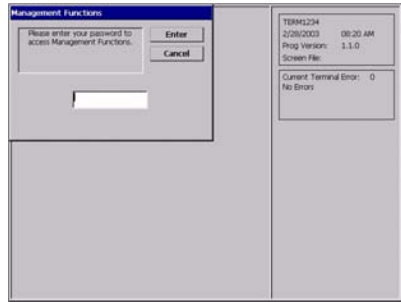 Management Functions
Please enter your password to
access Management Functions.
Enter
Cancel
TERM1234
2/28/2003 08:20 AM
Prog Version: 1.1.0
Screen File:
Current Terminal Error: 0
No Errors